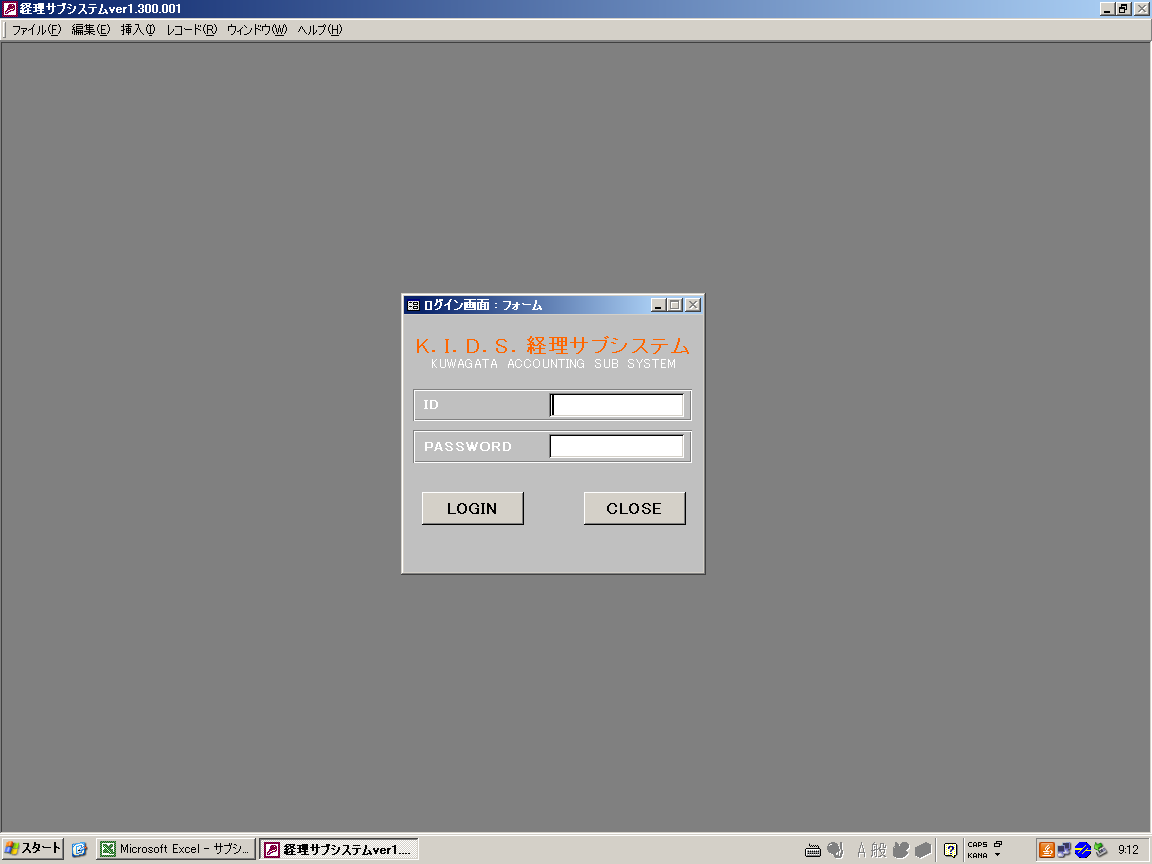 経理サブシステムver1.300.001
ファイル(F) 編集(E) 挿入(I) レコード(R) ウィンドウ(W) ヘルプ(H)
ログイン画面 : フォーム
K. I. D. S. 経理サブシステム
KUWAGATA ACCOUNTING SUB SYSTEM
ID
PASSWORD
LOGIN CLOSE
スタート Microsoft Excel - サブシ... 経理サブシステムver1.... A 般 CAPS KANA 9:12